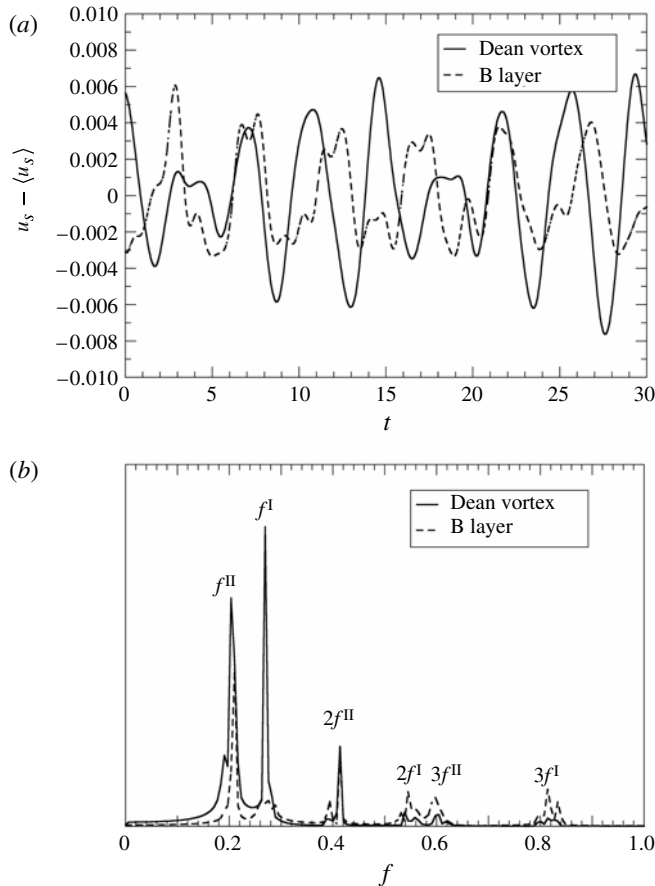 (a)
0.010
0.008
0.006
0.004
0.002
0
−0.002
−0.004
−0.006
−0.008
−0.010
u_s − ⟨u_s⟩
Dean vortex
B layer
0 5 10 15 20 25 30
t
(b)
Dean vortex
B layer
f^I
f^II
2f^II
2f^I 3f^II
3f^I
0 0.2 0.4 0.6 0.8 1.0
f